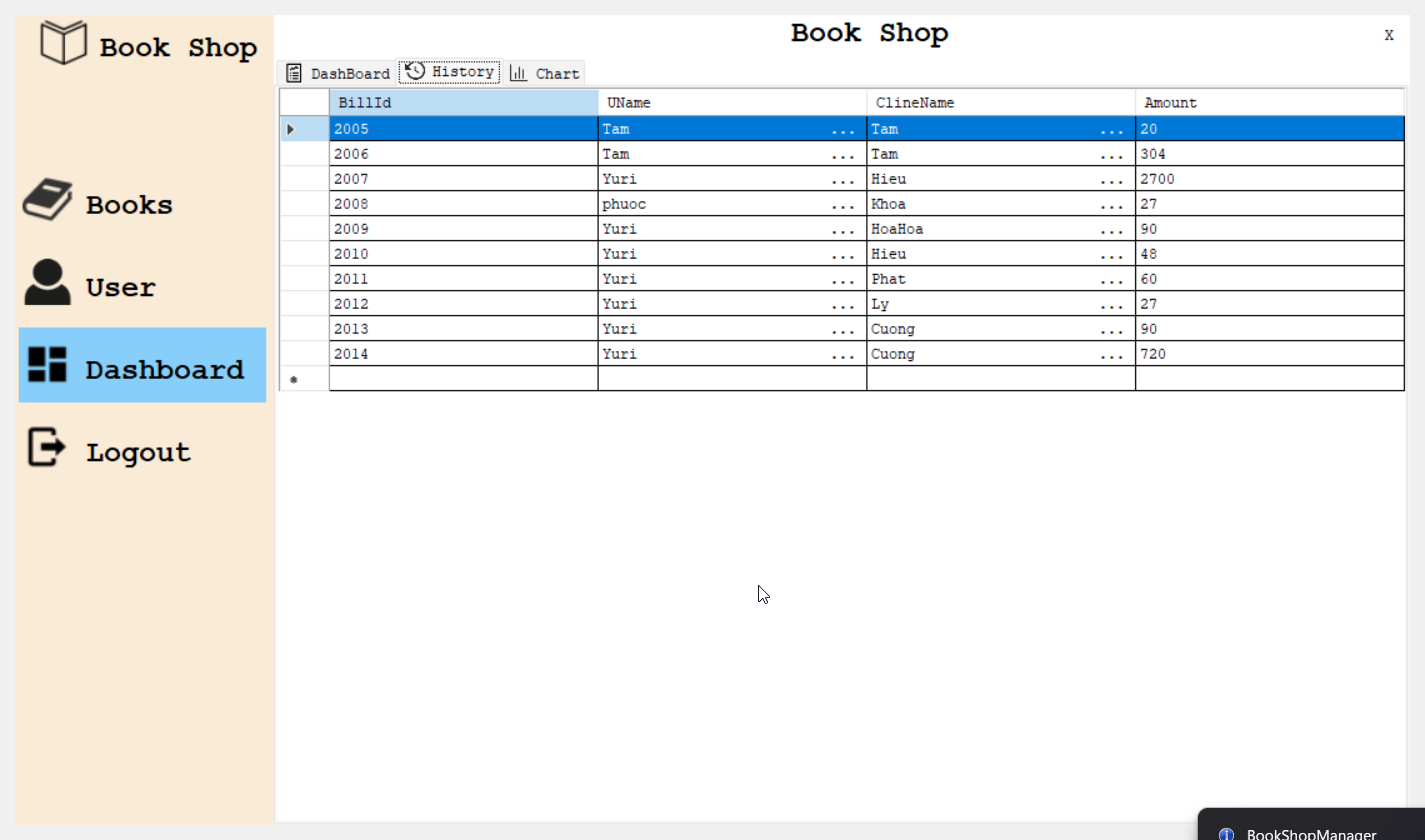 Book Shop
Book Shop
X
DashBoard History Chart
BillId UName ClineName Amount
2005 Tam ... Tam ... 20
2006 Tam ... Tam ... 304
2007 Yuri ... Hieu ... 2700
2008 phuoc ... Khoa ... 27
2009 Yuri ... HoaHoa ... 90
2010 Yuri ... Hieu ... 48
2011 Yuri ... Phat ... 60
2012 Yuri ... Ly ... 27
2013 Yuri ... Cuong ... 90
2014 Yuri ... Cuong ... 720
Books
User
Dashboard
Logout
BookShopManager